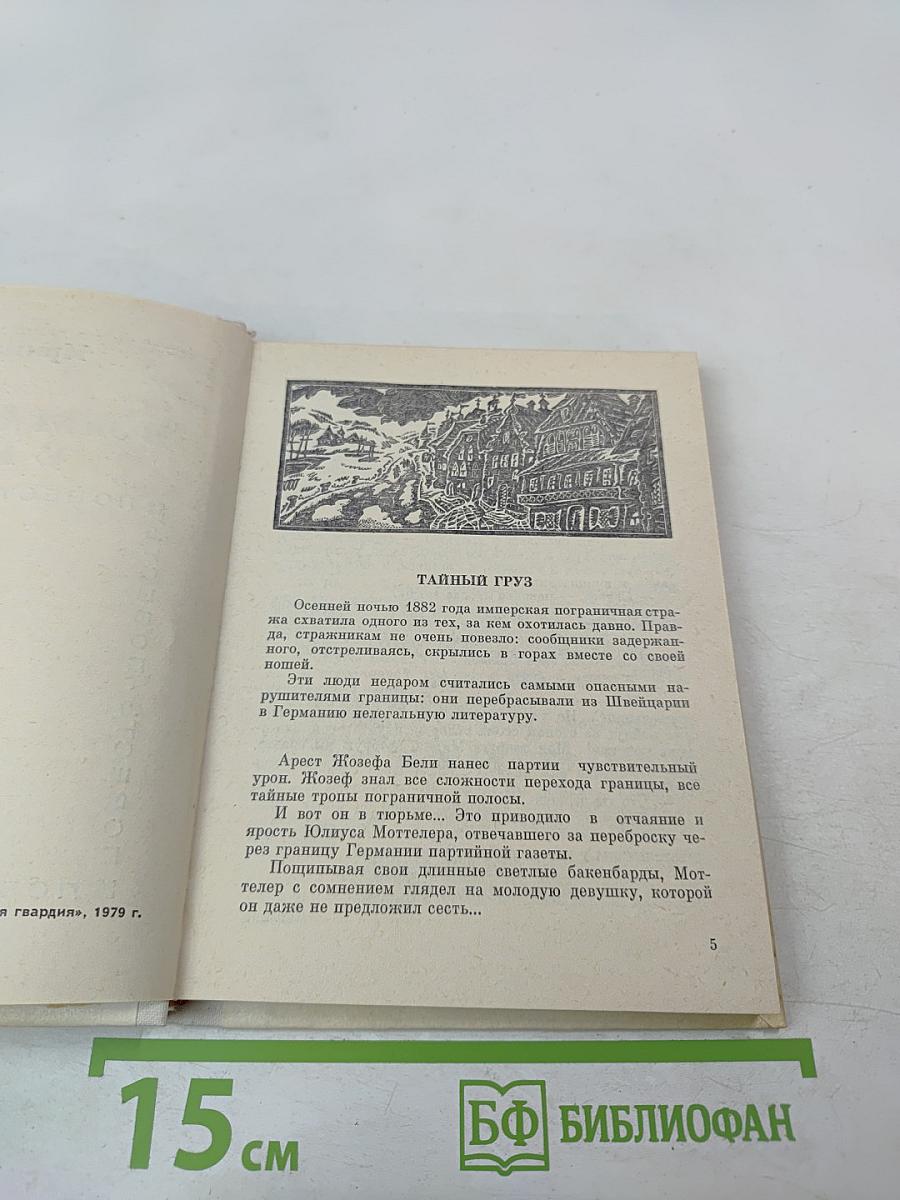 я гвардия», 1979 г.
ТАЙНЫЙ ГРУЗ
Осенней ночью 1882 года имперская пограничная стра-
жа схватила одного из тех, за кем охотилась давно. Прав-
да, стражникам не очень повезло: сообщники задержан-
ного, отстреливаясь, скрылись в горах вместе со своей
ношей.
Эти люди недаром считались самыми опасными на-
рушителями границы: они перебрасывали из Швейцарии
в Германию нелегальную литературу.
Арест Жозефа Бели нанес партии чувствительный
урон. Жозеф знал все сложности перехода границы, все
тайные тропы пограничной полосы.
И вот он в тюрьме... Это приводило в отчаяние и
ярость Юлиуса Моттелера, отвечавшего за переброску че-
рез границу Германии партийной газеты.
Пощипывая свои длинные светлые бакенбарды, Мот-
телер с сомнением глядел на молодую девушку, которой
он даже не предложил сесть...
5
15 см
БФ БИБЛИОФАН